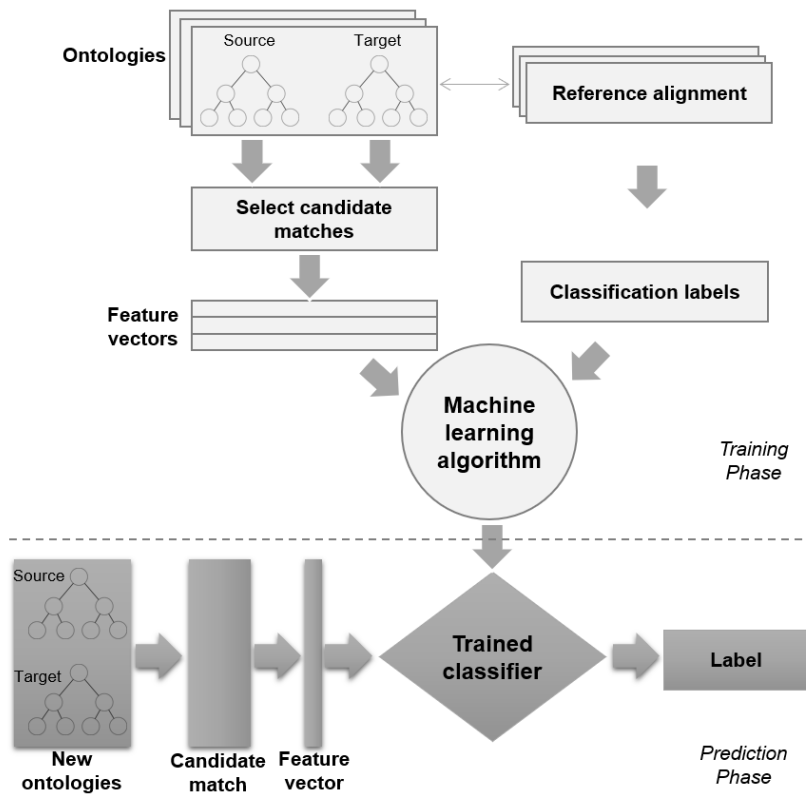 Source
Target
Ontologies
Reference alignment
Select candidate
matches
Classification labels
Feature
vectors
Machine
learning
algorithm
Training
Phase
Source
Target
Trained
classifier
Label
New
ontologies
Candidate
match
Feature
vector
Prediction
Phase